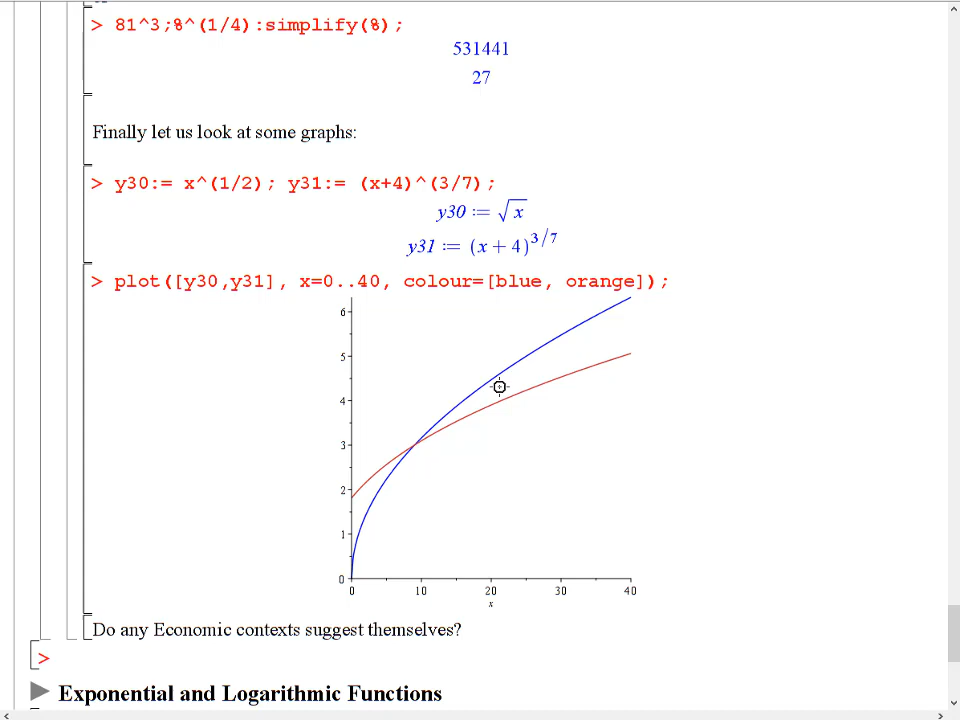 > 81^3;%^(1/4):simplify(%);
531441
27
Finally let us look at some graphs:
> y30:= x^(1/2); y31:= (x+4)^(3/7);
y30 := √x
y31 := (x + 4)^3/7
> plot([y30,y31], x=0..40, colour=[blue, orange]);
6
5
4
3
2
1
0
0 10 20 30 40
x
Do any Economic contexts suggest themselves?
>
Exponential and Logarithmic Functions